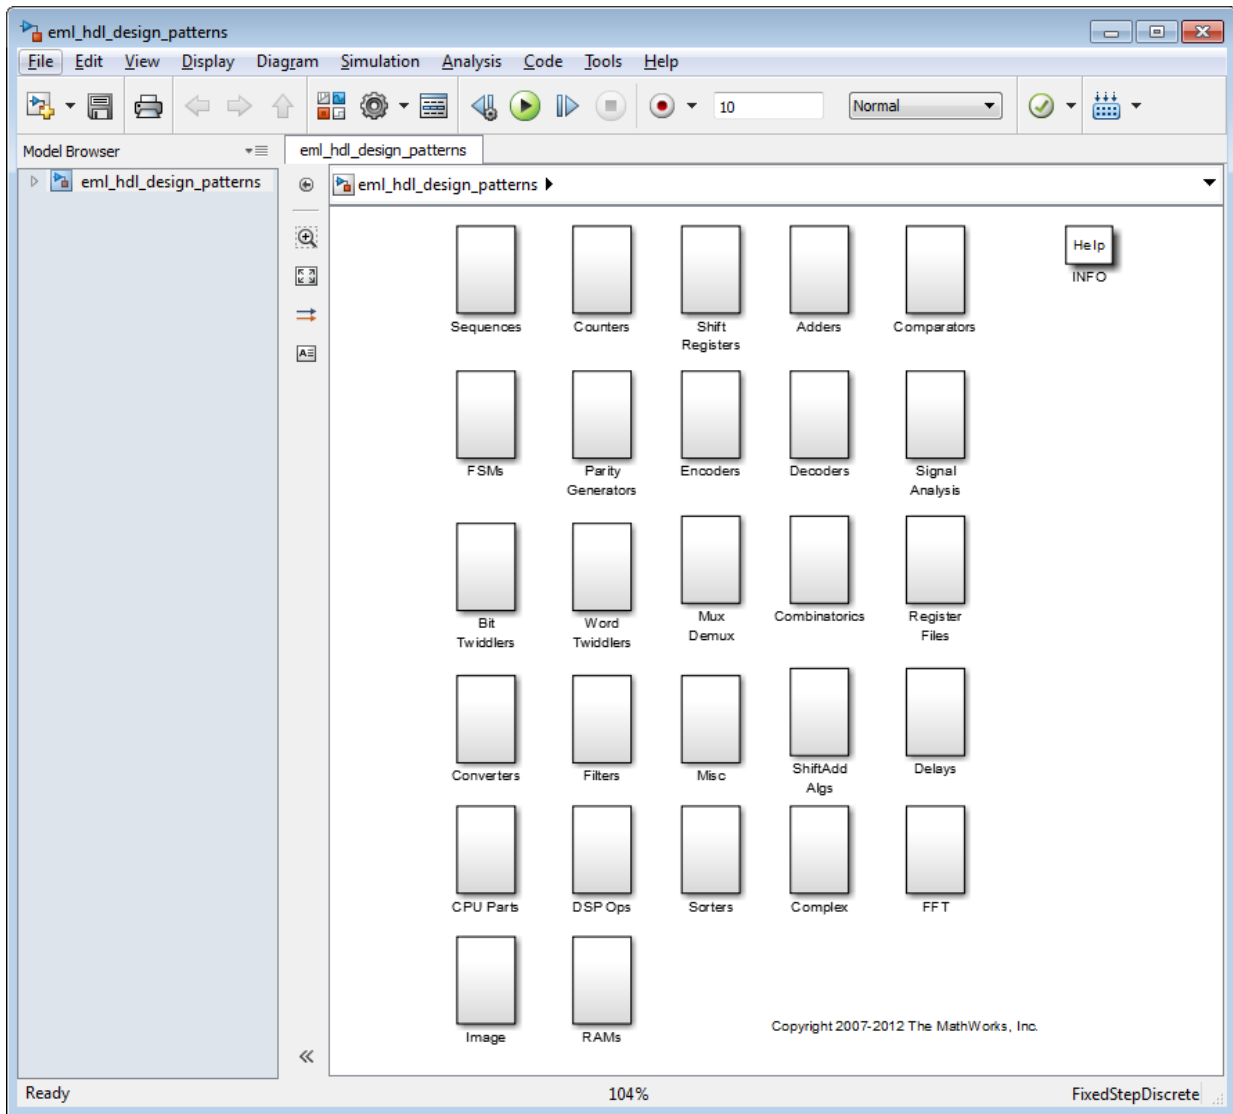 eml_hdl_design_patterns
File Edit View Display Diagram Simulation Analysis Code Tools Help
10 Normal
Model Browser
eml_hdl_design_patterns
eml_hdl_design_patterns
eml_hdl_design_patterns
Help
INFO
Sequences Counters Shift Adders Comparators
Registers
FSMs Parity Encoders Decoders Signal
Generators Analysis
Bit Word Mux Combinatorics Register
Twiddlers Twiddlers Demux Files
Converters Filters Misc ShiftAdd Delays
Algs
CPU Parts DSP Ops Sorters Complex FFT
Image RAMs
Copyright 2007-2012 The MathWorks, Inc.
Ready 104% FixedStepDiscrete